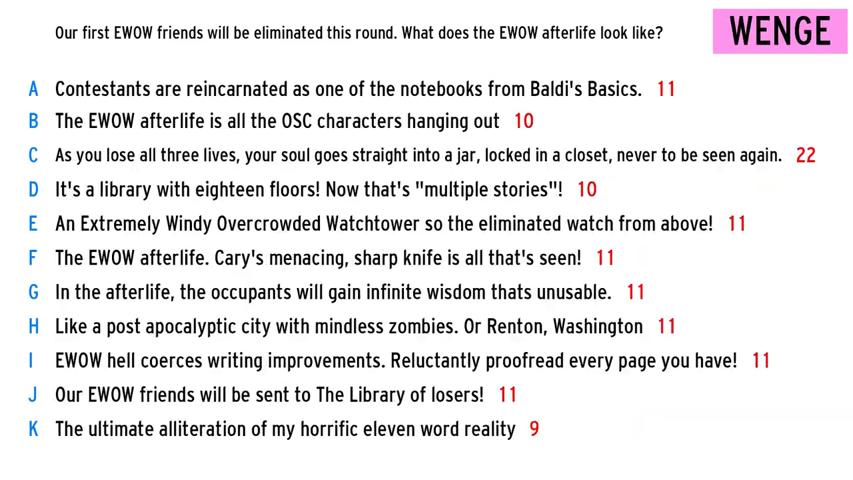 Our first EWOW friends will be eliminated this round. What does the EWOW afterlife look like?
WENGE
A Contestants are reincarnated as one of the notebooks from Baldi's Basics. 11
B The EWOW afterlife is all the OSC characters hanging out 10
C As you lose all three lives, your soul goes straight into a jar, locked in a closet, never to be seen again. 22
D It's a library with eighteen floors! Now that's "multiple stories"! 10
E An Extremely Windy Overcrowded Watchtower so the eliminated watch from above! 11
F The EWOW afterlife. Cary's menacing, sharp knife is all that's seen! 11
G In the afterlife, the occupants will gain infinite wisdom thats unusable. 11
H Like a post apocalyptic city with mindless zombies. Or Renton, Washington 11
I EWOW hell coerces writing improvements. Reluctantly proofread every page you have! 11
J Our EWOW friends will be sent to The Library of losers! 11
K The ultimate alliteration of my horrific eleven word reality 9